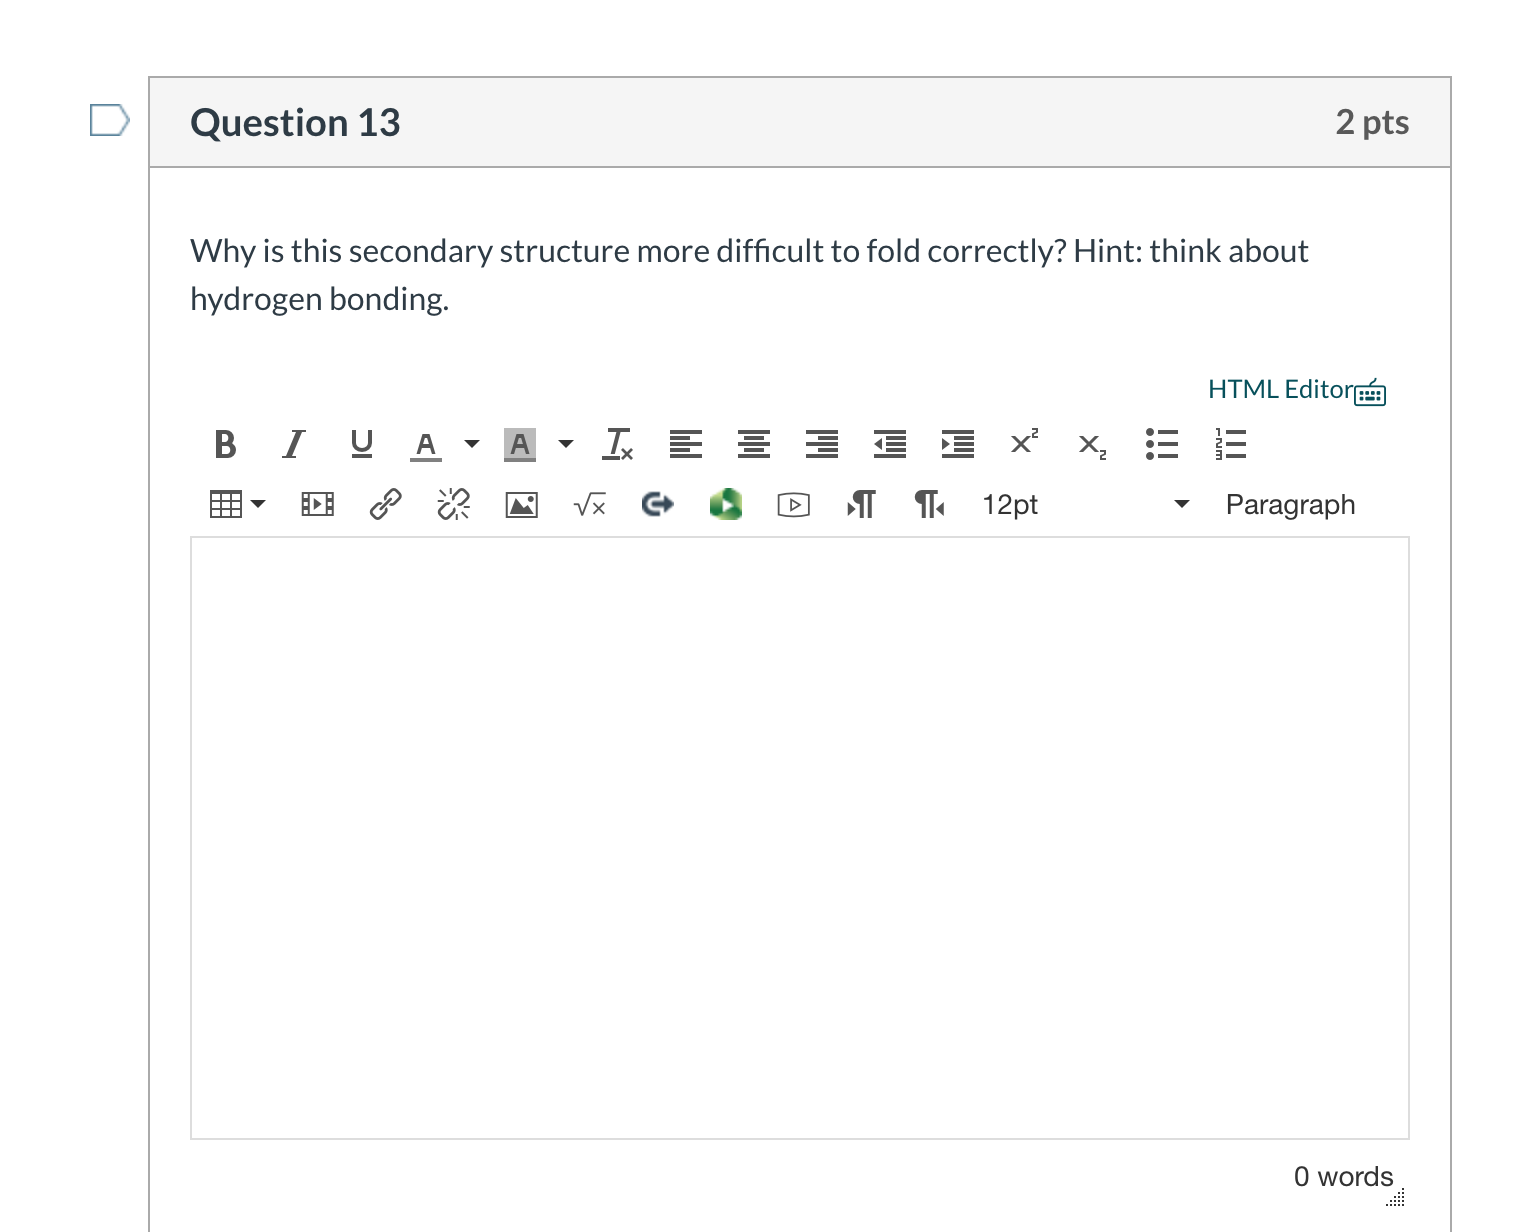 Question 13
2 pts
Why is this secondary structure more difficult to fold correctly? Hint: think about
hydrogen bonding.
HTML Editor
12pt
Paragraph
0 words